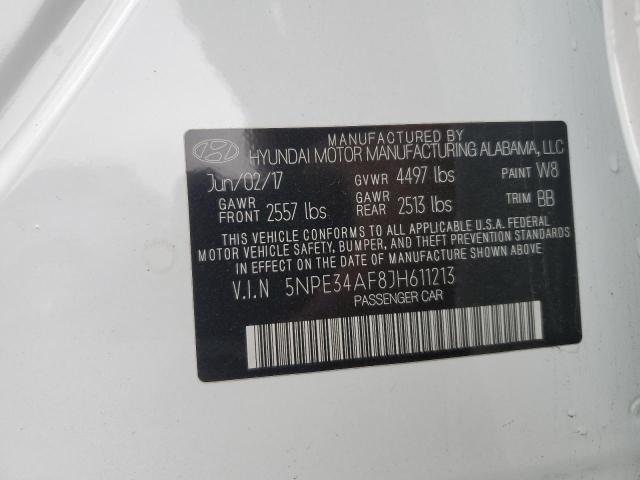 MANUFACTURED BY
HYUNDAI MOTOR MANUFACTURING ALABAMA, LLC
Jun/02/17 GVWR 4497 lbs PAINT W8
GAWR FRONT 2557 lbs GAWR REAR 2513 lbs TRIM BB
THIS VEHICLE CONFORMS TO ALL APPLICABLE U.S.A. FEDERAL
MOTOR VEHICLE SAFETY, BUMPER, AND THEFT PREVENTION STANDARDS
IN EFFECT ON THE DATE OF MANUFACTURE SHOWN ABOVE.
V.I.N 5NPE34AF8JH611213
PASSENGER CAR